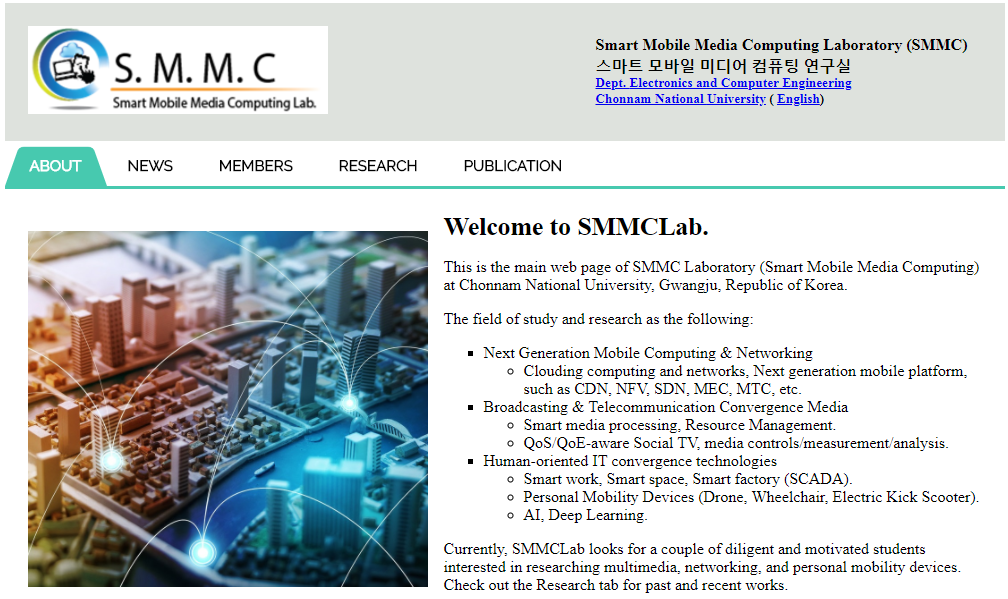 S. M. M. C
Smart Mobile Media Computing Lab.
Smart Mobile Media Computing Laboratory (SMMC)
스마트 모바일 미디어 컴퓨팅 연구실
Dept. Electronics and Computer Engineering
Chonnam National University ( English)
ABOUT NEWS MEMBERS RESEARCH PUBLICATION
Welcome to SMMCLab.
This is the main web page of SMMC Laboratory (Smart Mobile Media Computing)
at Chonnam National University, Gwangju, Republic of Korea.
The field of study and research as the following:
Next Generation Mobile Computing & Networking
Clouding computing and networks, Next generation mobile platform,
such as CDN, NFV, SDN, MEC, MTC, etc.
Broadcasting & Telecommunication Convergence Media
Smart media processing, Resource Management.
QoS/QoE-aware Social TV, media controls/measurement/analysis.
Human-oriented IT convergence technologies
Smart work, Smart space, Smart factory (SCADA).
Personal Mobility Devices (Drone, Wheelchair, Electric Kick Scooter).
AI, Deep Learning.
Currently, SMMCLab looks for a couple of diligent and motivated students
interested in researching multimedia, networking, and personal mobility devices.
Check out the Research tab for past and recent works.